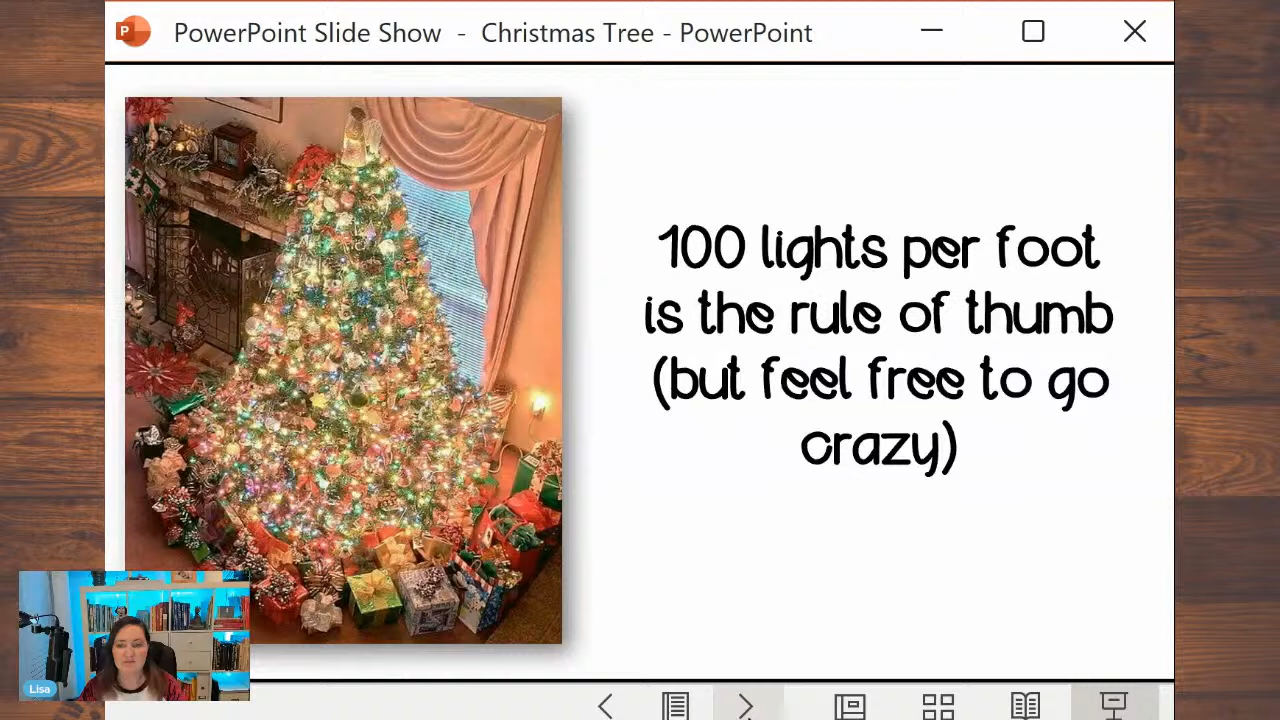 P
PowerPoint Slide Show - Christmas Tree - PowerPoint
100 lights per foot
is the rule of thumb
(but feel free to go
crazy)
Lisa